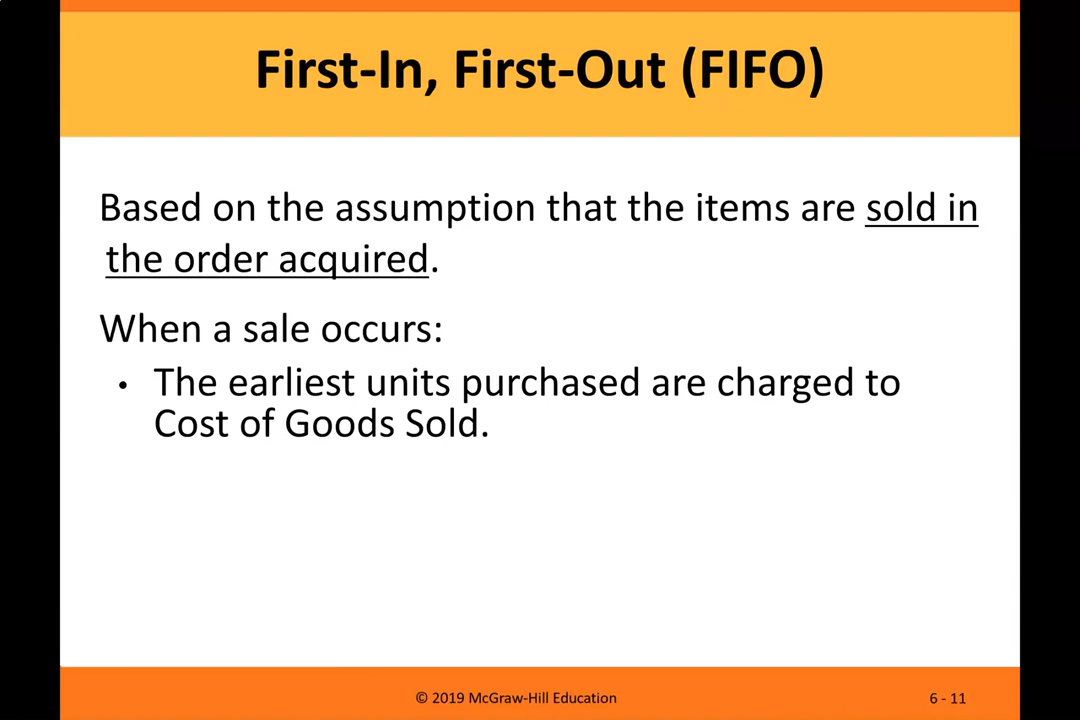 First-In, First-Out (FIFO)
Based on the assumption that the items are sold in
the order acquired.
When a sale occurs:
• The earliest units purchased are charged to
Cost of Goods Sold.
© 2019 McGraw-Hill Education
6 - 11